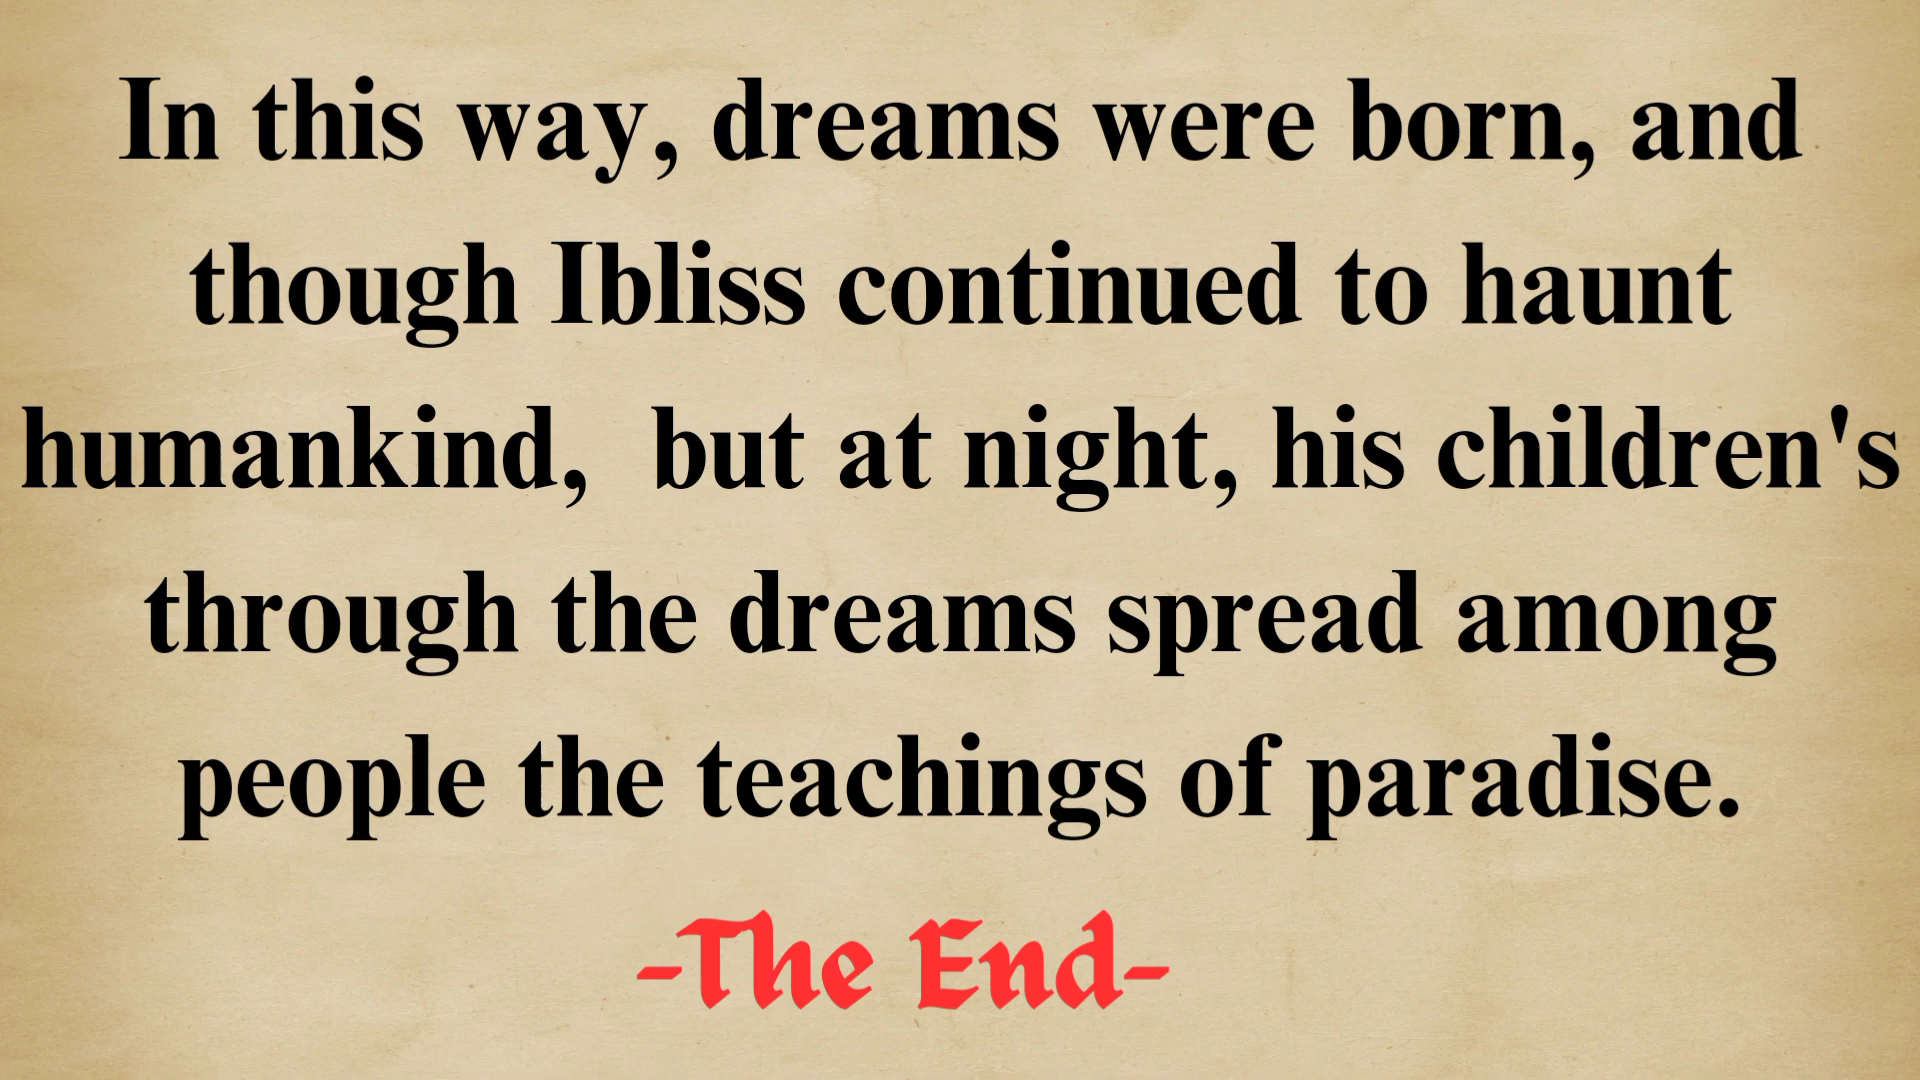 In this way, dreams were born, and
though Ibliss continued to haunt
humankind,  but at night, his children's
through the dreams spread among
people the teachings of paradise.
-The End-